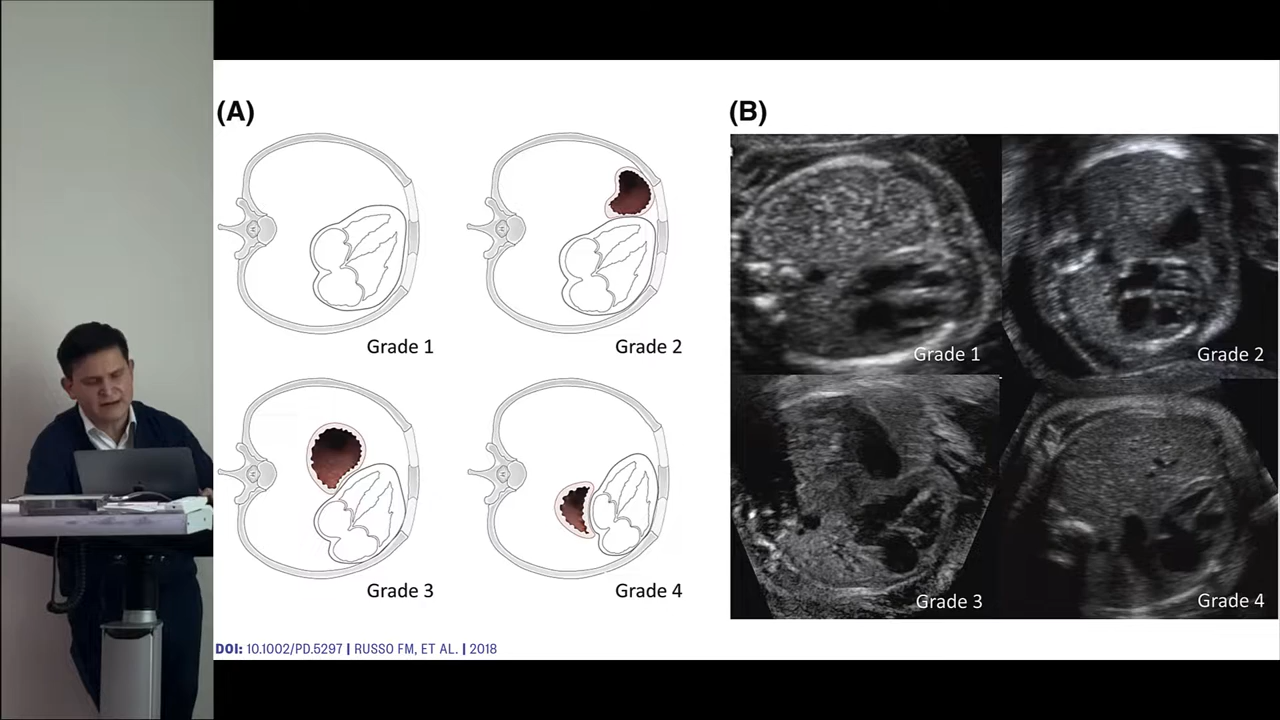 (A)
(B)
Grade 1
Grade 2
Grade 3
Grade 4
Grade 1
Grade 2
Grade 3
Grade 4
DOI: 10.1002/PD.5297 | RUSSO FM, ET AL. | 2018